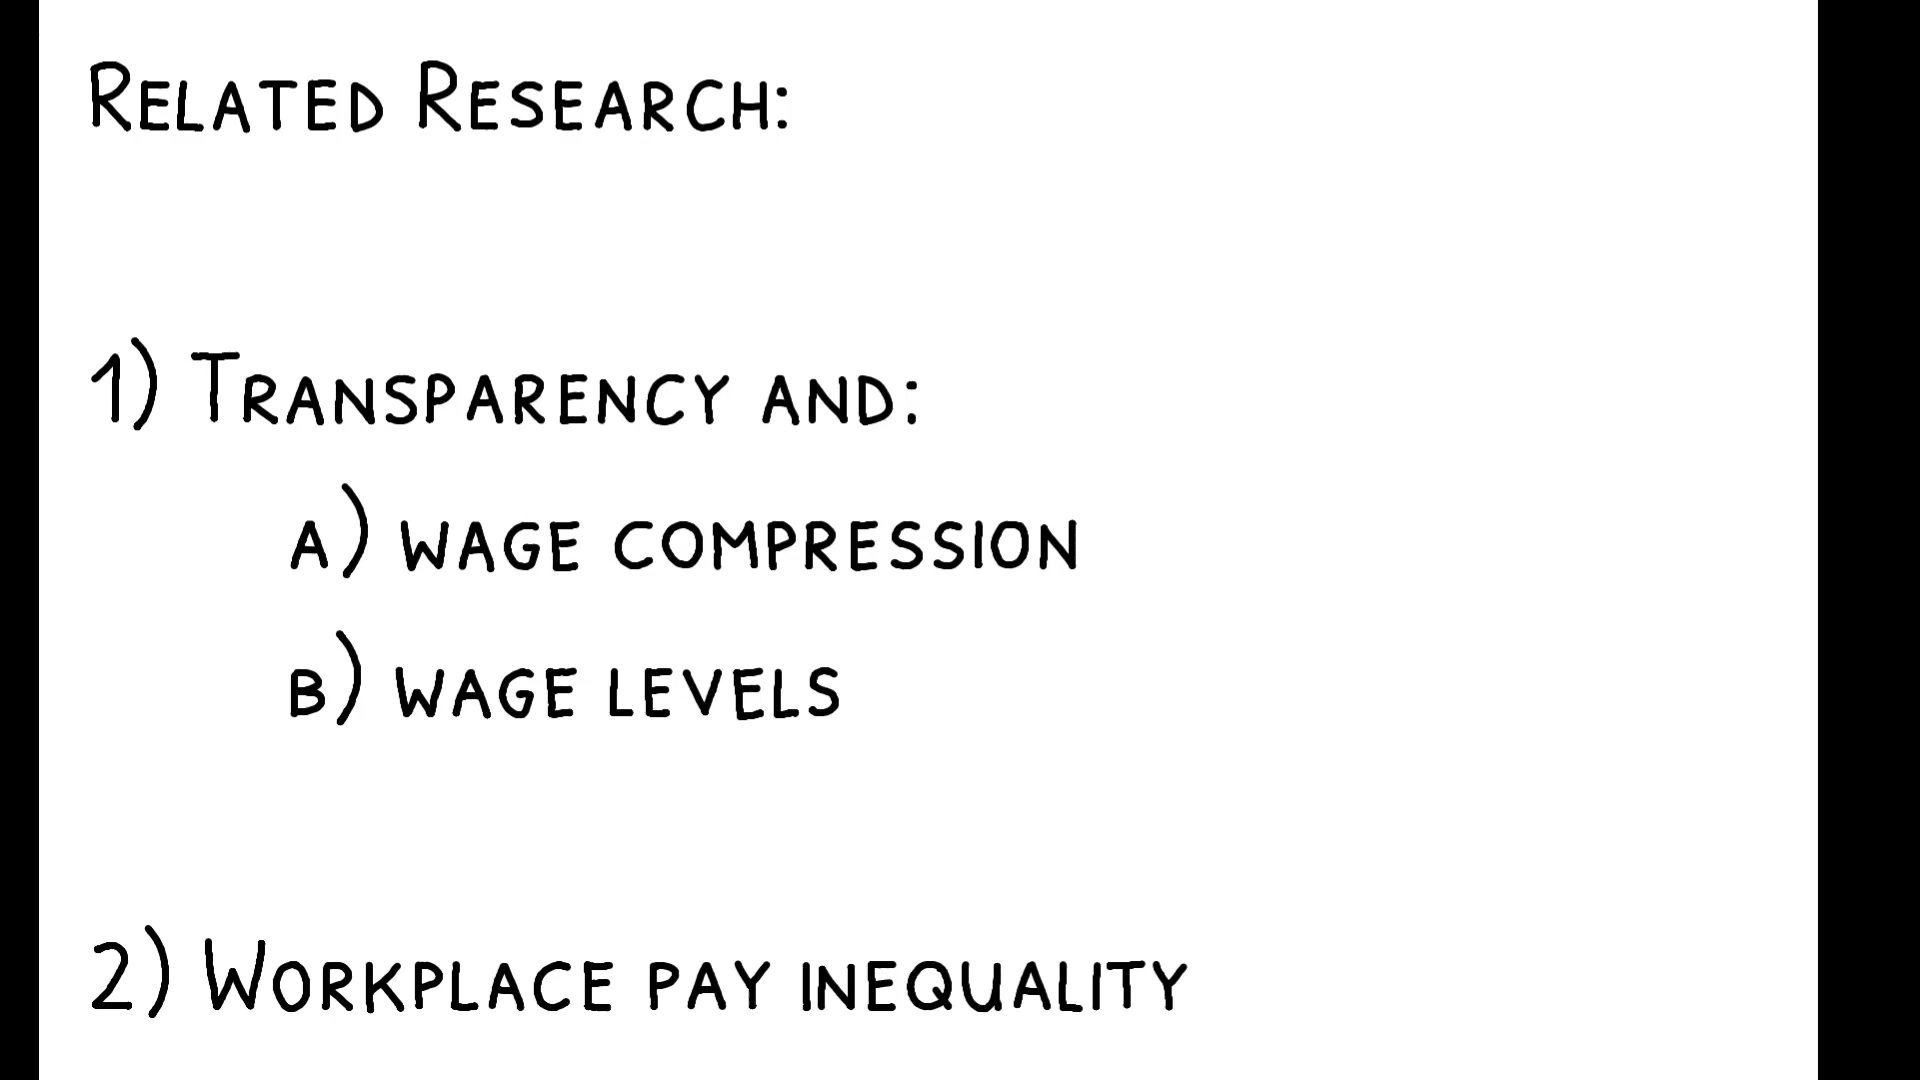 Related Research:
1) Transparency and:
a) wage compression
b) wage levels
2) Workplace pay inequality